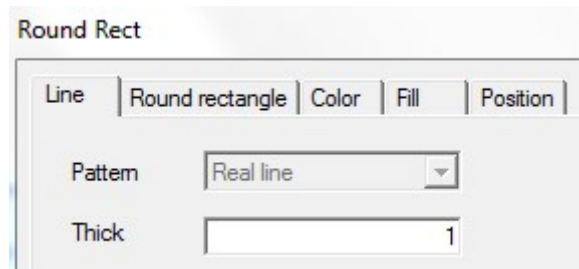 Round Rect
Line Round rectangle Color Fill Position
Pattern Real line
Thick 1